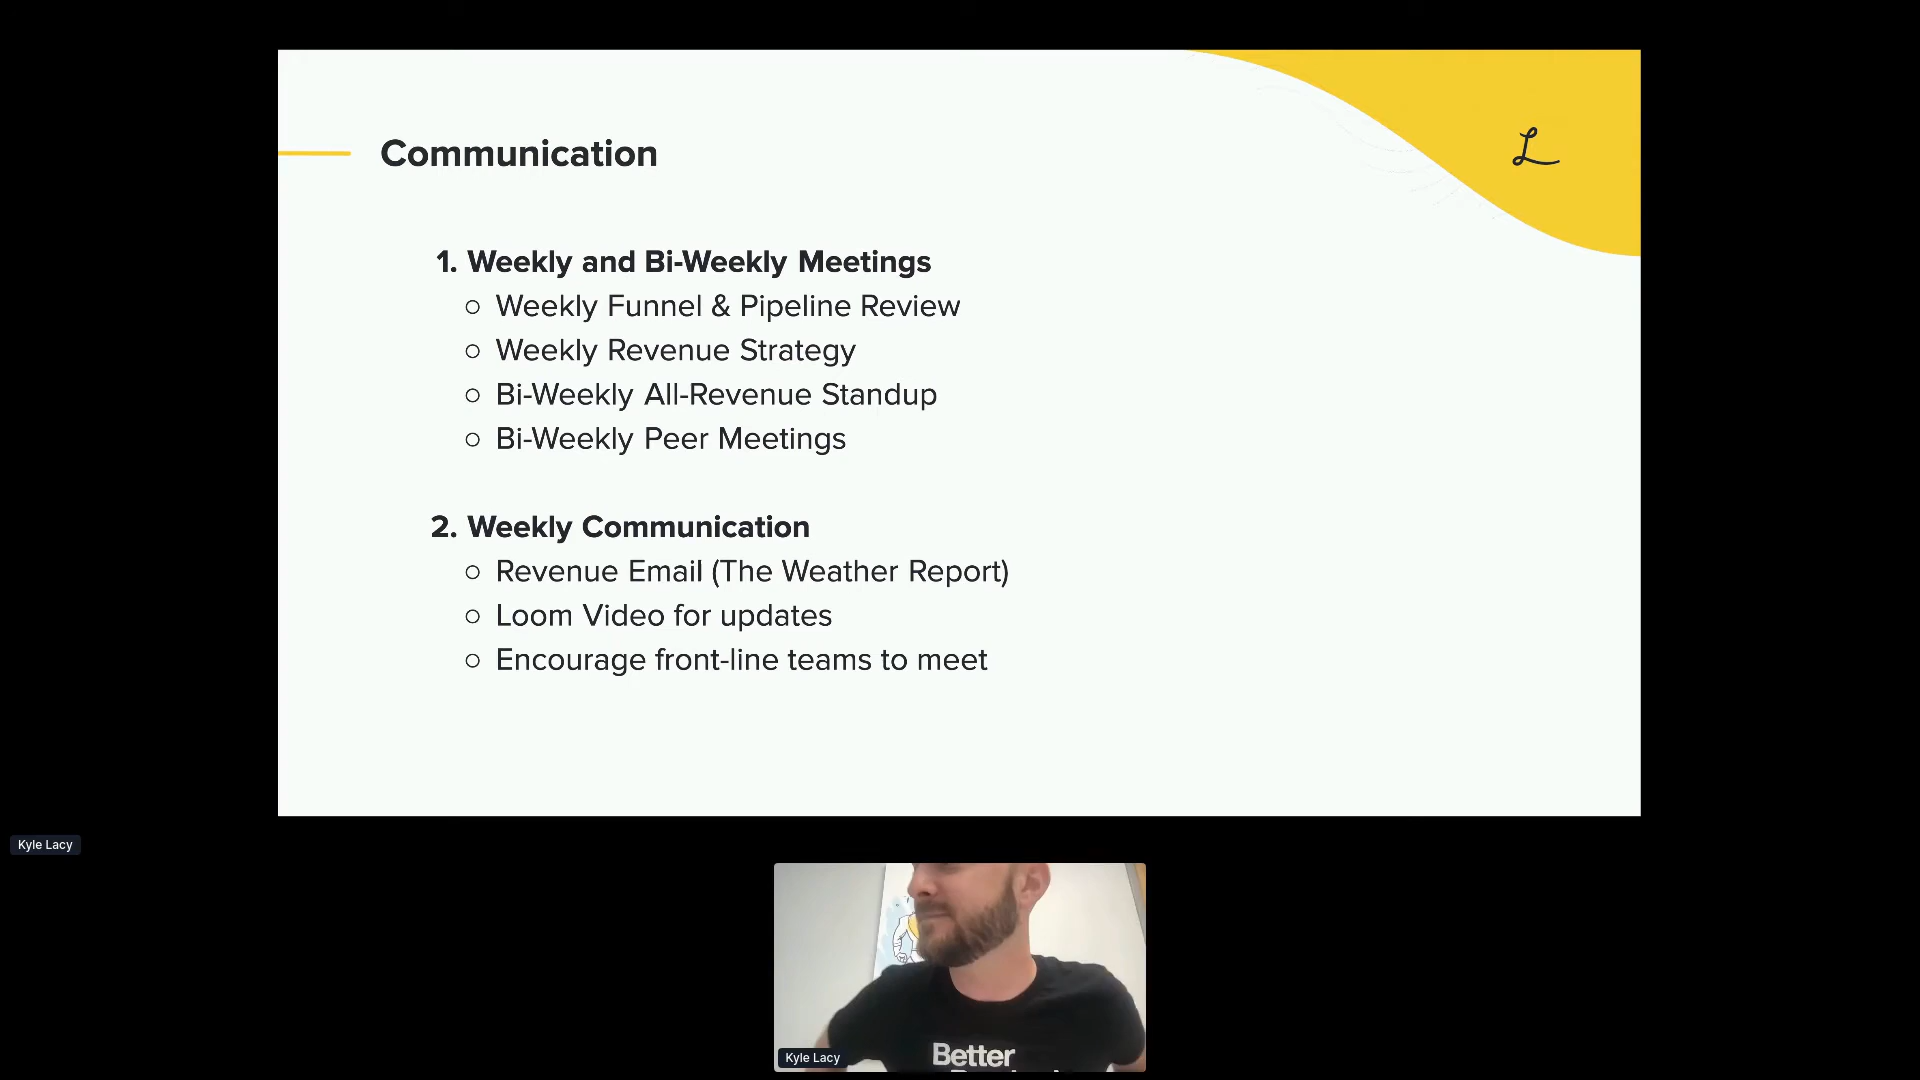 Communication
1. Weekly and Bi-Weekly Meetings
○ Weekly Funnel & Pipeline Review
○ Weekly Revenue Strategy
○ Bi-Weekly All-Revenue Standup
○ Bi-Weekly Peer Meetings
2. Weekly Communication
○ Revenue Email (The Weather Report)
○ Loom Video for updates
○ Encourage front-line teams to meet
L
Kyle Lacy
Better
Kyle Lacy